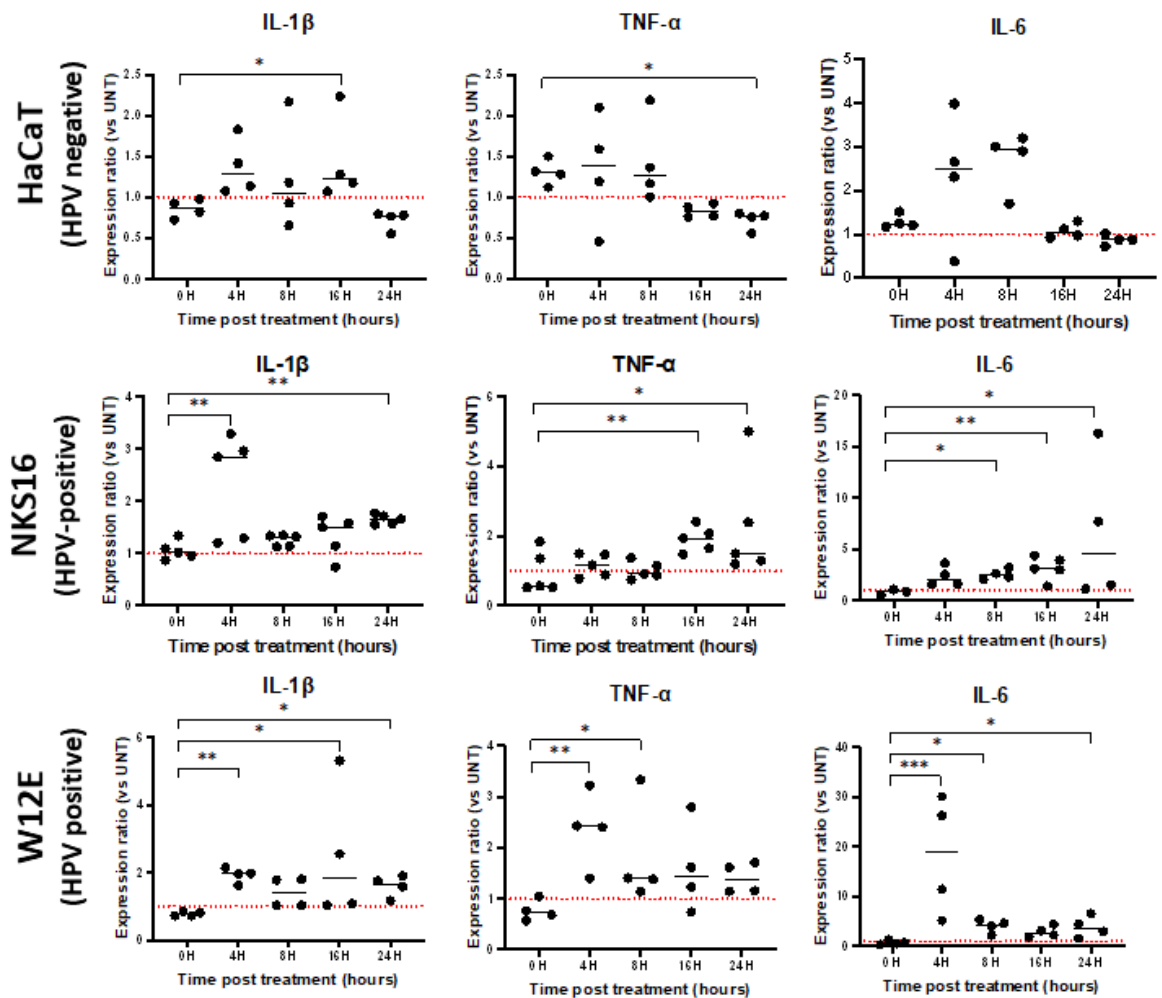 HaCaT
(HPV negative)
IL-1β
*
Expression ratio (vs UNT)
2.5
2.0
1.5
1.0
0.5
0.0
0H 4H 8H 16H 24H
Time post treatment (hours)
TNF-α
*
Expression ratio (vs UNT)
2.5
2.0
1.5
1.0
0.5
0.0
0H 4H 8H 16H 24H
Time post treatment (hours)
IL-6
Expression ratio (vs UNT)
5
4
3
2
1
0
0H 4H 8H 16H 24H
Time post treatment (hours)
NKS16
(HPV-positive)
IL-1β
**
**
Expression ratio (vs UNT)
4
3
2
1
0
0H 4H 8H 16H 24H
Time post treatment (hours)
TNF-α
*
**
Expression ratio (vs UNT)
6
4
2
0
0H 4H 8H 16H 24H
Time post treatment (hours)
IL-6
*
**
*
Expression ratio (vs UNT)
20
15
10
5
0
0H 4H 8H 16H 24H
Time post treatment (hours)
W12E
(HPV positive)
IL-1β
*
*
**
Expression ratio (vs UNT)
6
4
2
0
0H 4H 8H 16H 24H
Time post treatment (hours)
TNF-α
*
**
Expression ratio (vs UNT)
4
3
2
1
0
0H 4H 8H 16H 24H
Time post treatment (hours)
IL-6
*
*
***
Expression ratio (vs UNT)
40
30
20
10
0
0H 4H 8H 16H 24H
Time post treatment (hours)